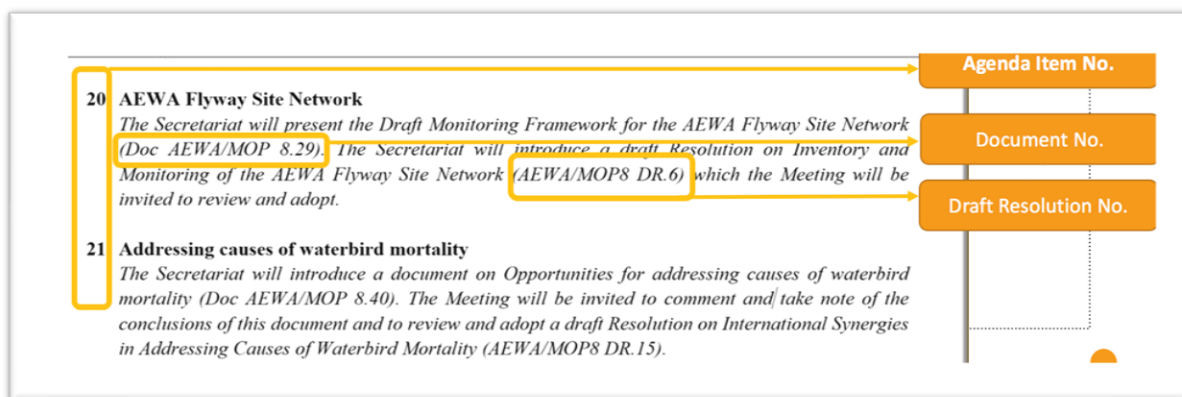 Agenda Item No.
20 AEWA Flyway Site Network
The Secretariat will present the Draft Monitoring Framework for the AEWA Flyway Site Network
(Doc AEWA/MOP 8.29). The Secretariat will introduce a draft Resolution on Inventory and
Monitoring of the AEWA Flyway Site Network (AEWA/MOP8 DR.6) which the Meeting will be
invited to review and adopt.
Document No.
Draft Resolution No.
21 Addressing causes of waterbird mortality
The Secretariat will introduce a document on Opportunities for addressing causes of waterbird
mortality (Doc AEWA/MOP 8.40). The Meeting will be invited to comment and take note of the
conclusions of this document and to review and adopt a draft Resolution on International Synergies
in Addressing Causes of Waterbird Mortality (AEWA/MOP8 DR.15).